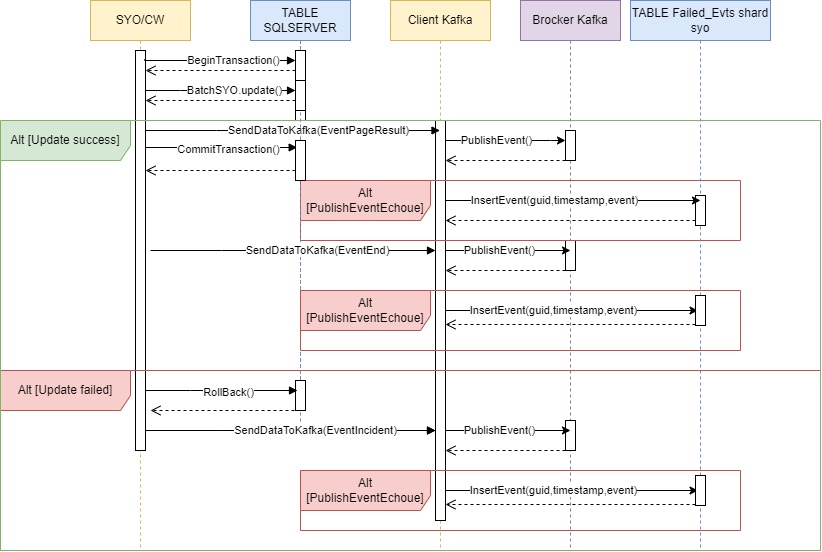 SYO/CW
TABLE
SQLSERVER
Client Kafka
Brocker Kafka
TABLE Failed_Evts shard
syo
BeginTransaction()
BatchSYO.update()
Alt [Update success]
SendDataToKafka(EventPageResult)
PublishEvent()
CommitTransaction()
Alt
[PublishEventEchoue]
InsertEvent(guid,timestamp,event)
SendDataToKafka(EventEnd)
PublishEvent()
Alt
[PublishEventEchoue]
InsertEvent(guid,timestamp,event)
Alt [Update failed]
RollBack()
SendDataToKafka(EventIncident)
PublishEvent()
Alt
[PublishEventEchoue]
InsertEvent(guid,timestamp,event)